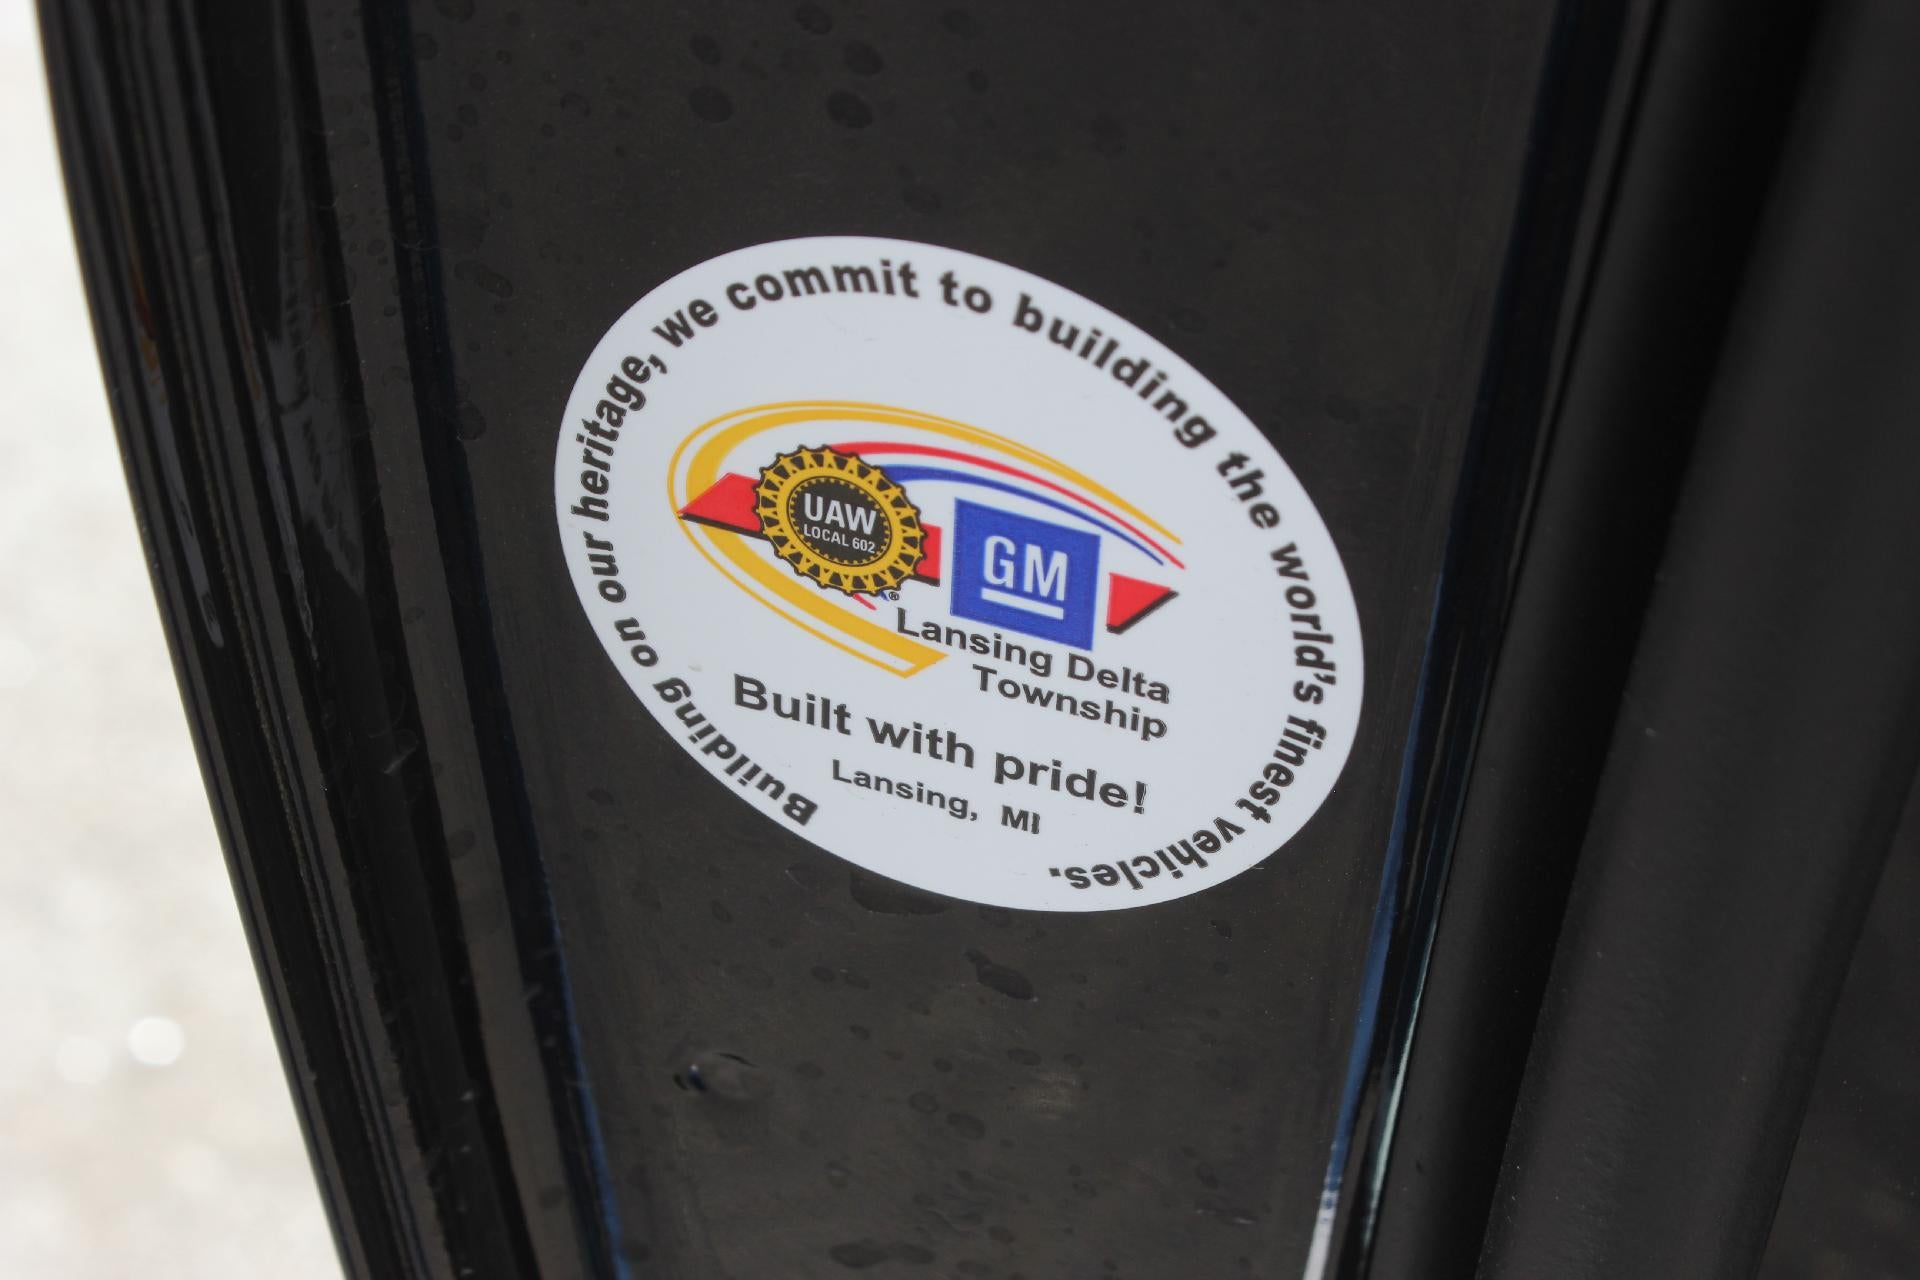 Building on our heritage, we commit to building the world's finest vehicles.
UAW
LOCAL 602
®
GM
Lansing Delta
Township
Built with pride!
Lansing, MI